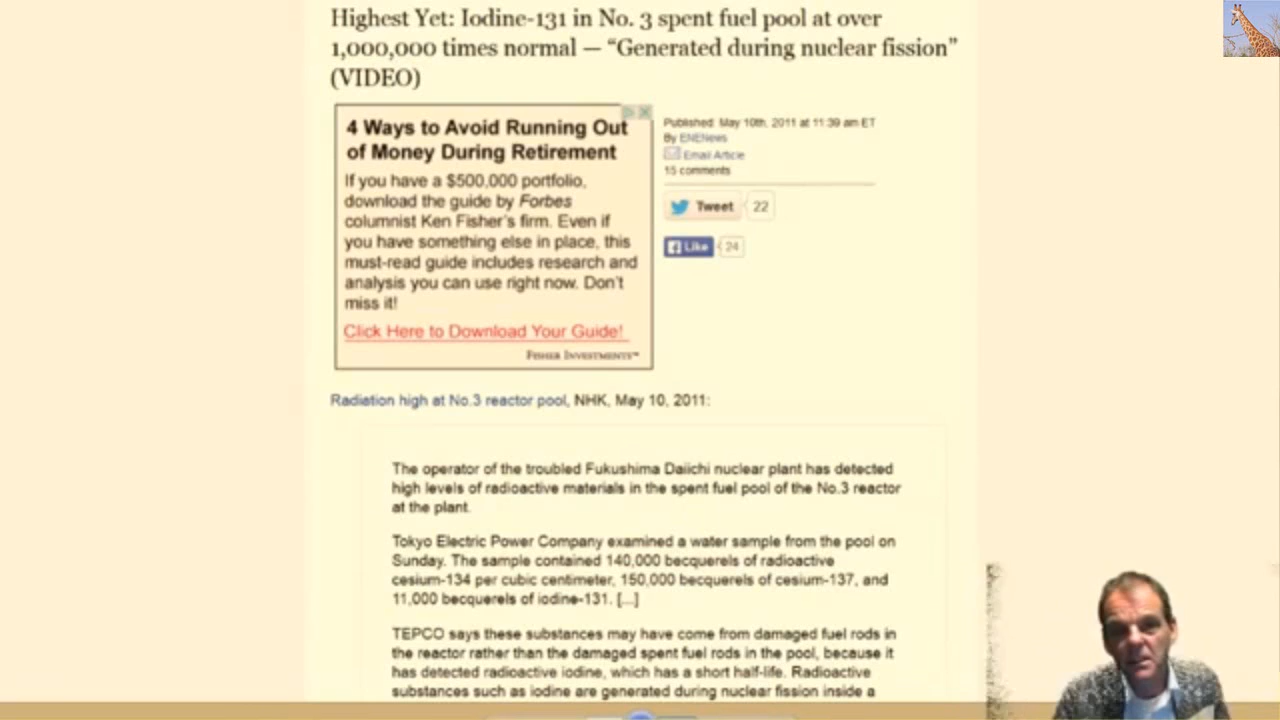 Highest Yet: Iodine-131 in No. 3 spent fuel pool at over
1,000,000 times normal — “Generated during nuclear fission”
(VIDEO)
4 Ways to Avoid Running Out
of Money During Retirement
If you have a $500,000 portfolio,
download the guide by Forbes
columnist Ken Fisher's firm. Even if
you have something else in place, this
must-read guide includes research and
analysis you can use right now. Don't
miss it!
Click Here to Download Your Guide!
Fisher Investments™
Published: May 10th, 2011 at 11:39 am ET
By ENENews
Email Article
15 comments
Tweet 22
Like 24
Radiation high at No.3 reactor pool, NHK, May 10, 2011:
The operator of the troubled Fukushima Daiichi nuclear plant has detected
high levels of radioactive materials in the spent fuel pool of the No.3 reactor
at the plant.
Tokyo Electric Power Company examined a water sample from the pool on
Sunday. The sample contained 140,000 becquerels of radioactive
cesium-134 per cubic centimeter, 150,000 becquerels of cesium-137, and
11,000 becquerels of iodine-131. [...]
TEPCO says these substances may have come from damaged fuel rods in
the reactor rather than the damaged spent fuel rods in the pool, because it
has detected radioactive iodine, which has a short half-life. Radioactive
substances such as iodine are generated during nuclear fission inside a